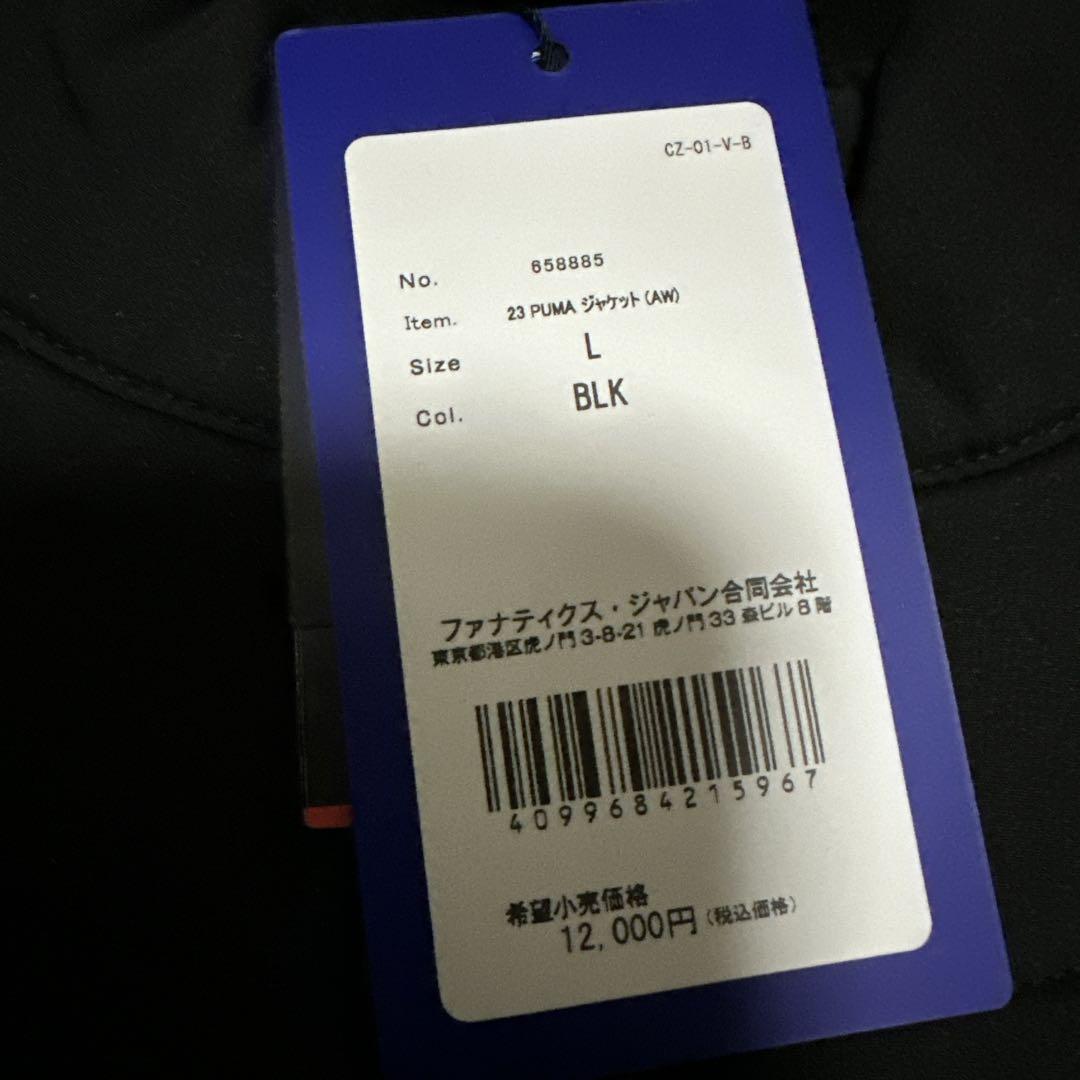 CZ-01-V-B
No. 658885
Item. 23 PUMA ジャケット(AW)
Size L
Col. BLK
ファナティクス・ジャパン合同会社
東京都港区虎ノ門3-8-21 虎ノ門33森ビル8階
4099684215967
希望小売価格
12,000円(税込価格)